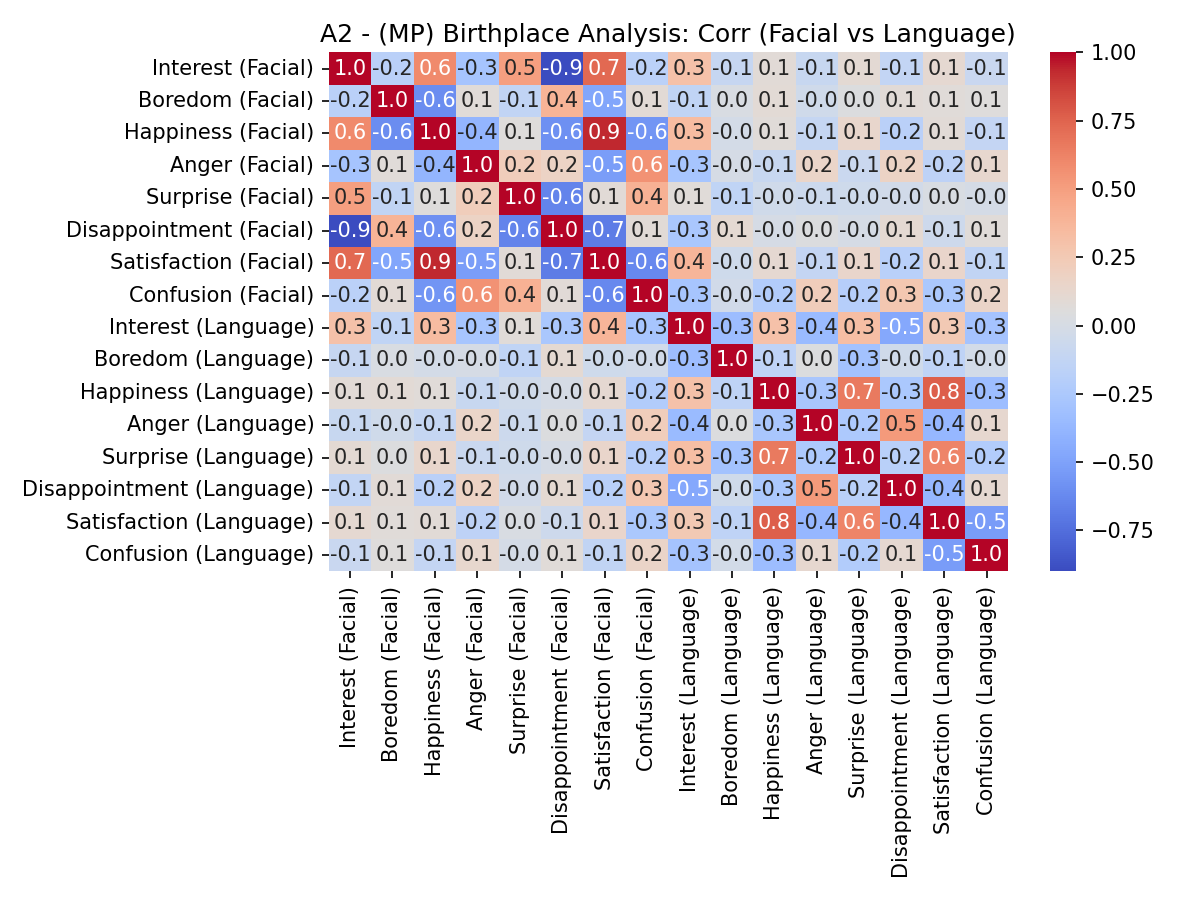 A2 - (MP) Birthplace Analysis: Corr (Facial vs Language)
Interest (Facial) 1.0 -0.2 0.6 -0.3 0.5 -0.9 0.7 -0.2 0.3 -0.1 0.1 -0.1 0.1 -0.1 0.1 -0.1
Boredom (Facial) -0.2 1.0 -0.6 0.1 -0.1 0.4 -0.5 0.1 -0.1 0.0 0.1 -0.0 0.0 0.1 0.1 0.1
Happiness (Facial) 0.6 -0.6 1.0 -0.4 0.1 -0.6 0.9 -0.6 0.3 -0.0 0.1 -0.1 0.1 -0.2 0.1 -0.1
Anger (Facial) -0.3 0.1 -0.4 1.0 0.2 0.2 -0.5 0.6 -0.3 -0.0 -0.1 0.2 -0.1 0.2 -0.2 0.1
Surprise (Facial) 0.5 -0.1 0.1 0.2 1.0 -0.6 0.1 0.4 0.1 -0.1 -0.0 -0.1 -0.0 -0.0 0.0 -0.0
Disappointment (Facial) -0.9 0.4 -0.6 0.2 -0.6 1.0 -0.7 0.1 -0.3 0.1 -0.0 0.0 -0.0 0.1 -0.1 0.1
Satisfaction (Facial) 0.7 -0.5 0.9 -0.5 0.1 -0.7 1.0 -0.6 0.4 -0.0 0.1 -0.1 0.1 -0.2 0.1 -0.1
Confusion (Facial) -0.2 0.1 -0.6 0.6 0.4 0.1 -0.6 1.0 -0.3 -0.0 -0.2 0.2 -0.2 0.3 -0.3 0.2
Interest (Language) 0.3 -0.1 0.3 -0.3 0.1 -0.3 0.4 -0.3 1.0 -0.3 0.3 -0.4 0.3 -0.5 0.3 -0.3
Boredom (Language) -0.1 0.0 -0.0 -0.0 -0.1 0.1 -0.0 -0.0 -0.3 1.0 -0.1 0.0 -0.3 -0.0 -0.1 -0.0
Happiness (Language) 0.1 0.1 0.1 -0.1 -0.0 -0.0 0.1 -0.2 0.3 -0.1 1.0 -0.3 0.7 -0.3 0.8 -0.3
Anger (Language) -0.1 -0.0 -0.1 0.2 -0.1 0.0 -0.1 0.2 -0.4 0.0 -0.3 1.0 -0.2 0.5 -0.4 0.1
Surprise (Language) 0.1 0.0 0.1 -0.1 -0.0 -0.0 0.1 -0.2 0.3 -0.3 0.7 -0.2 1.0 -0.2 0.6 -0.2
Disappointment (Language) -0.1 0.1 -0.2 0.2 -0.0 0.1 -0.2 0.3 -0.5 -0.0 -0.3 0.5 -0.2 1.0 -0.4 0.1
Satisfaction (Language) 0.1 0.1 0.1 -0.2 0.0 -0.1 0.1 -0.3 0.3 -0.1 0.8 -0.4 0.6 -0.4 1.0 -0.5
Confusion (Language) -0.1 0.1 -0.1 0.1 -0.0 0.1 -0.1 0.2 -0.3 -0.0 -0.3 0.1 -0.2 0.1 -0.5 1.0
Interest (Facial)
Boredom (Facial)
Happiness (Facial)
Anger (Facial)
Surprise (Facial)
Disappointment (Facial)
Satisfaction (Facial)
Confusion (Facial)
Interest (Language)
Boredom (Language)
Happiness (Language)
Anger (Language)
Surprise (Language)
Disappointment (Language)
Satisfaction (Language)
Confusion (Language)
1.00
0.75
0.50
0.25
0.00
−0.25
−0.50
−0.75